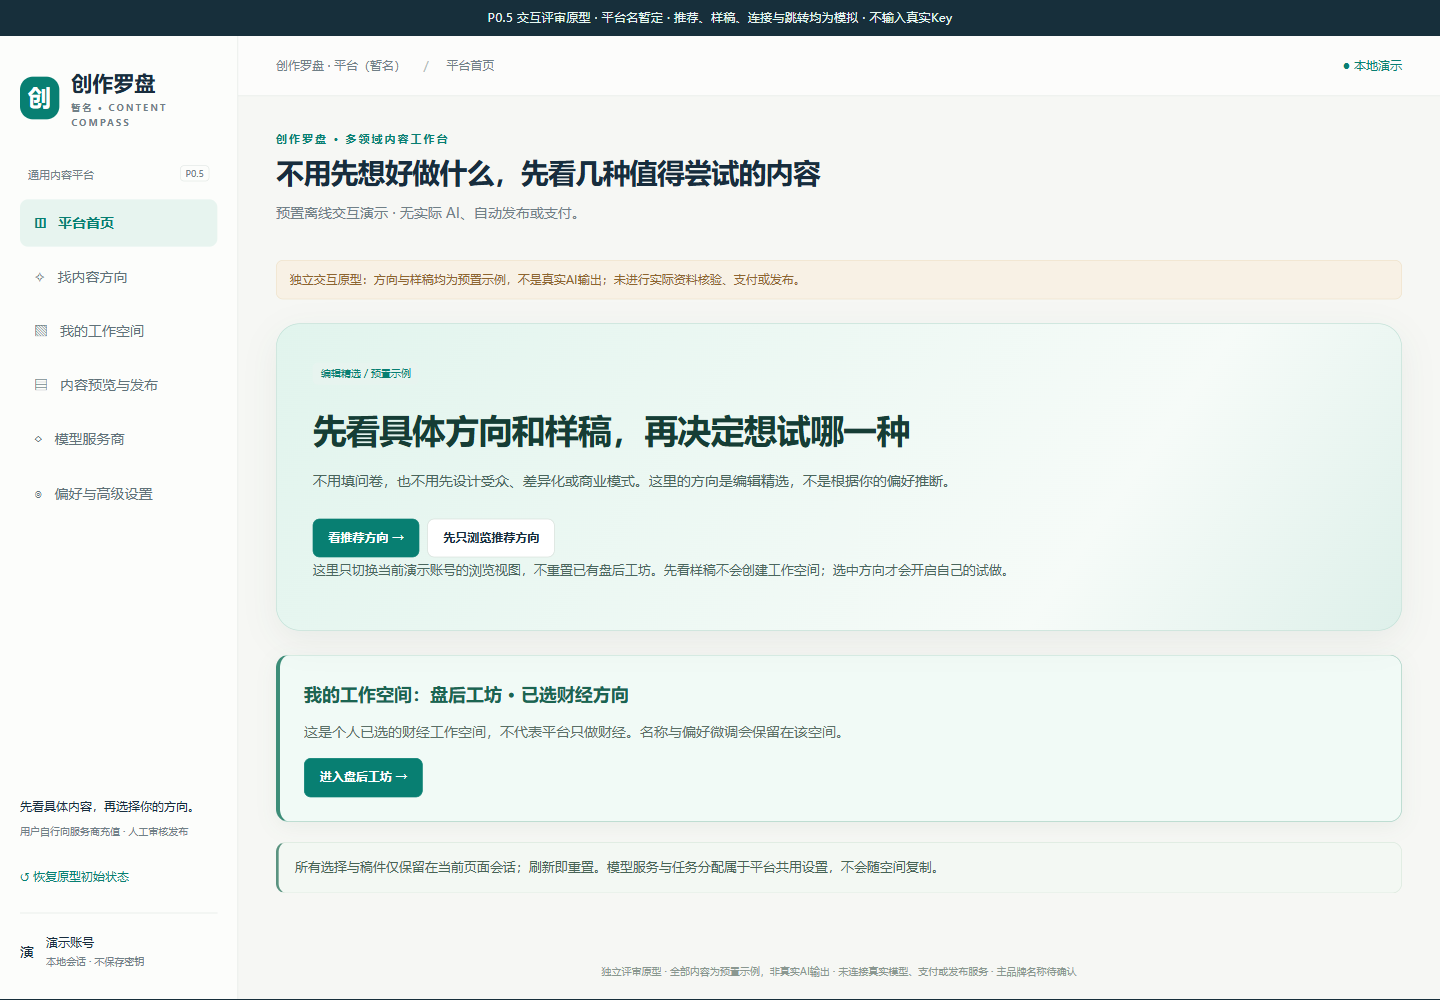 P0.5 交互评审原型 · 平台名暂定 · 推荐、样稿、连接与跳转均为模拟 · 不输入真实Key
创
创作罗盘
暂名 • CONTENT
COMPASS
通用内容平台
P0.5
平台首页
找内容方向
我的工作空间
内容预览与发布
模型服务商
偏好与高级设置
先看具体内容，再选择你的方向。
用户自行向服务商充值 · 人工审核发布
↺ 恢复原型初始状态
演
演示账号
本地会话 · 不保存密钥
创作罗盘 · 平台（暂名） / 平台首页
● 本地演示
创作罗盘 • 多领域内容工作台
不用先想好做什么，先看几种值得尝试的内容
预置离线交互演示 · 无实际 AI、自动发布或支付。
独立交互原型；方向与样稿均为预置示例，不是真实AI输出；未进行实际资料核验、支付或发布。
编辑精选 / 预置示例
先看具体方向和样稿，再决定想试哪一种
不用填问卷，也不用先设计受众、差异化或商业模式。这里的方向是编辑精选，不是根据你的偏好推断。
看推荐方向 →
先只浏览推荐方向
这里只切换当前演示账号的浏览视图，不重置已有盘后工坊。先看样稿不会创建工作空间；选中方向才会开启自己的试做。
我的工作空间：盘后工坊 • 已选财经方向
这是个人已选的财经工作空间，不代表平台只做财经。名称与偏好微调会保留在该空间。
进入盘后工坊 →
所有选择与稿件仅保留在当前页面会话；刷新即重置。模型服务与任务分配属于平台共用设置，不会随空间复制。
独立评审原型 · 全部内容为预置示例，非真实AI输出 · 未连接真实模型、支付或发布服务 · 主品牌名称待确认